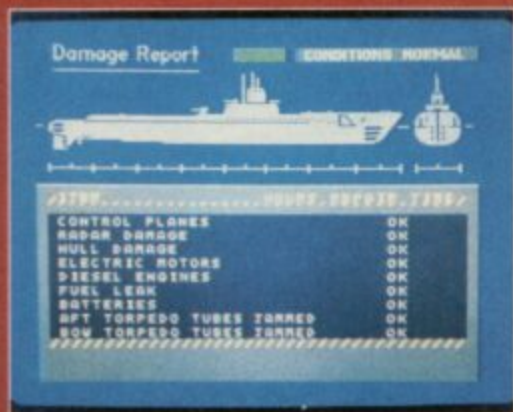 Damage Report
CONDITIONS NORMAL
CONTROL PLANES OK
RADAR DAMAGE OK
HULL DAMAGE OK
ELECTRIC MOTORS OK
DIESEL ENGINES OK
FUEL LEAK OK
BATTERIES OK
AFT TORPEDO TUBES JAMMED OK
BOW TORPEDO TUBES JAMMED OK